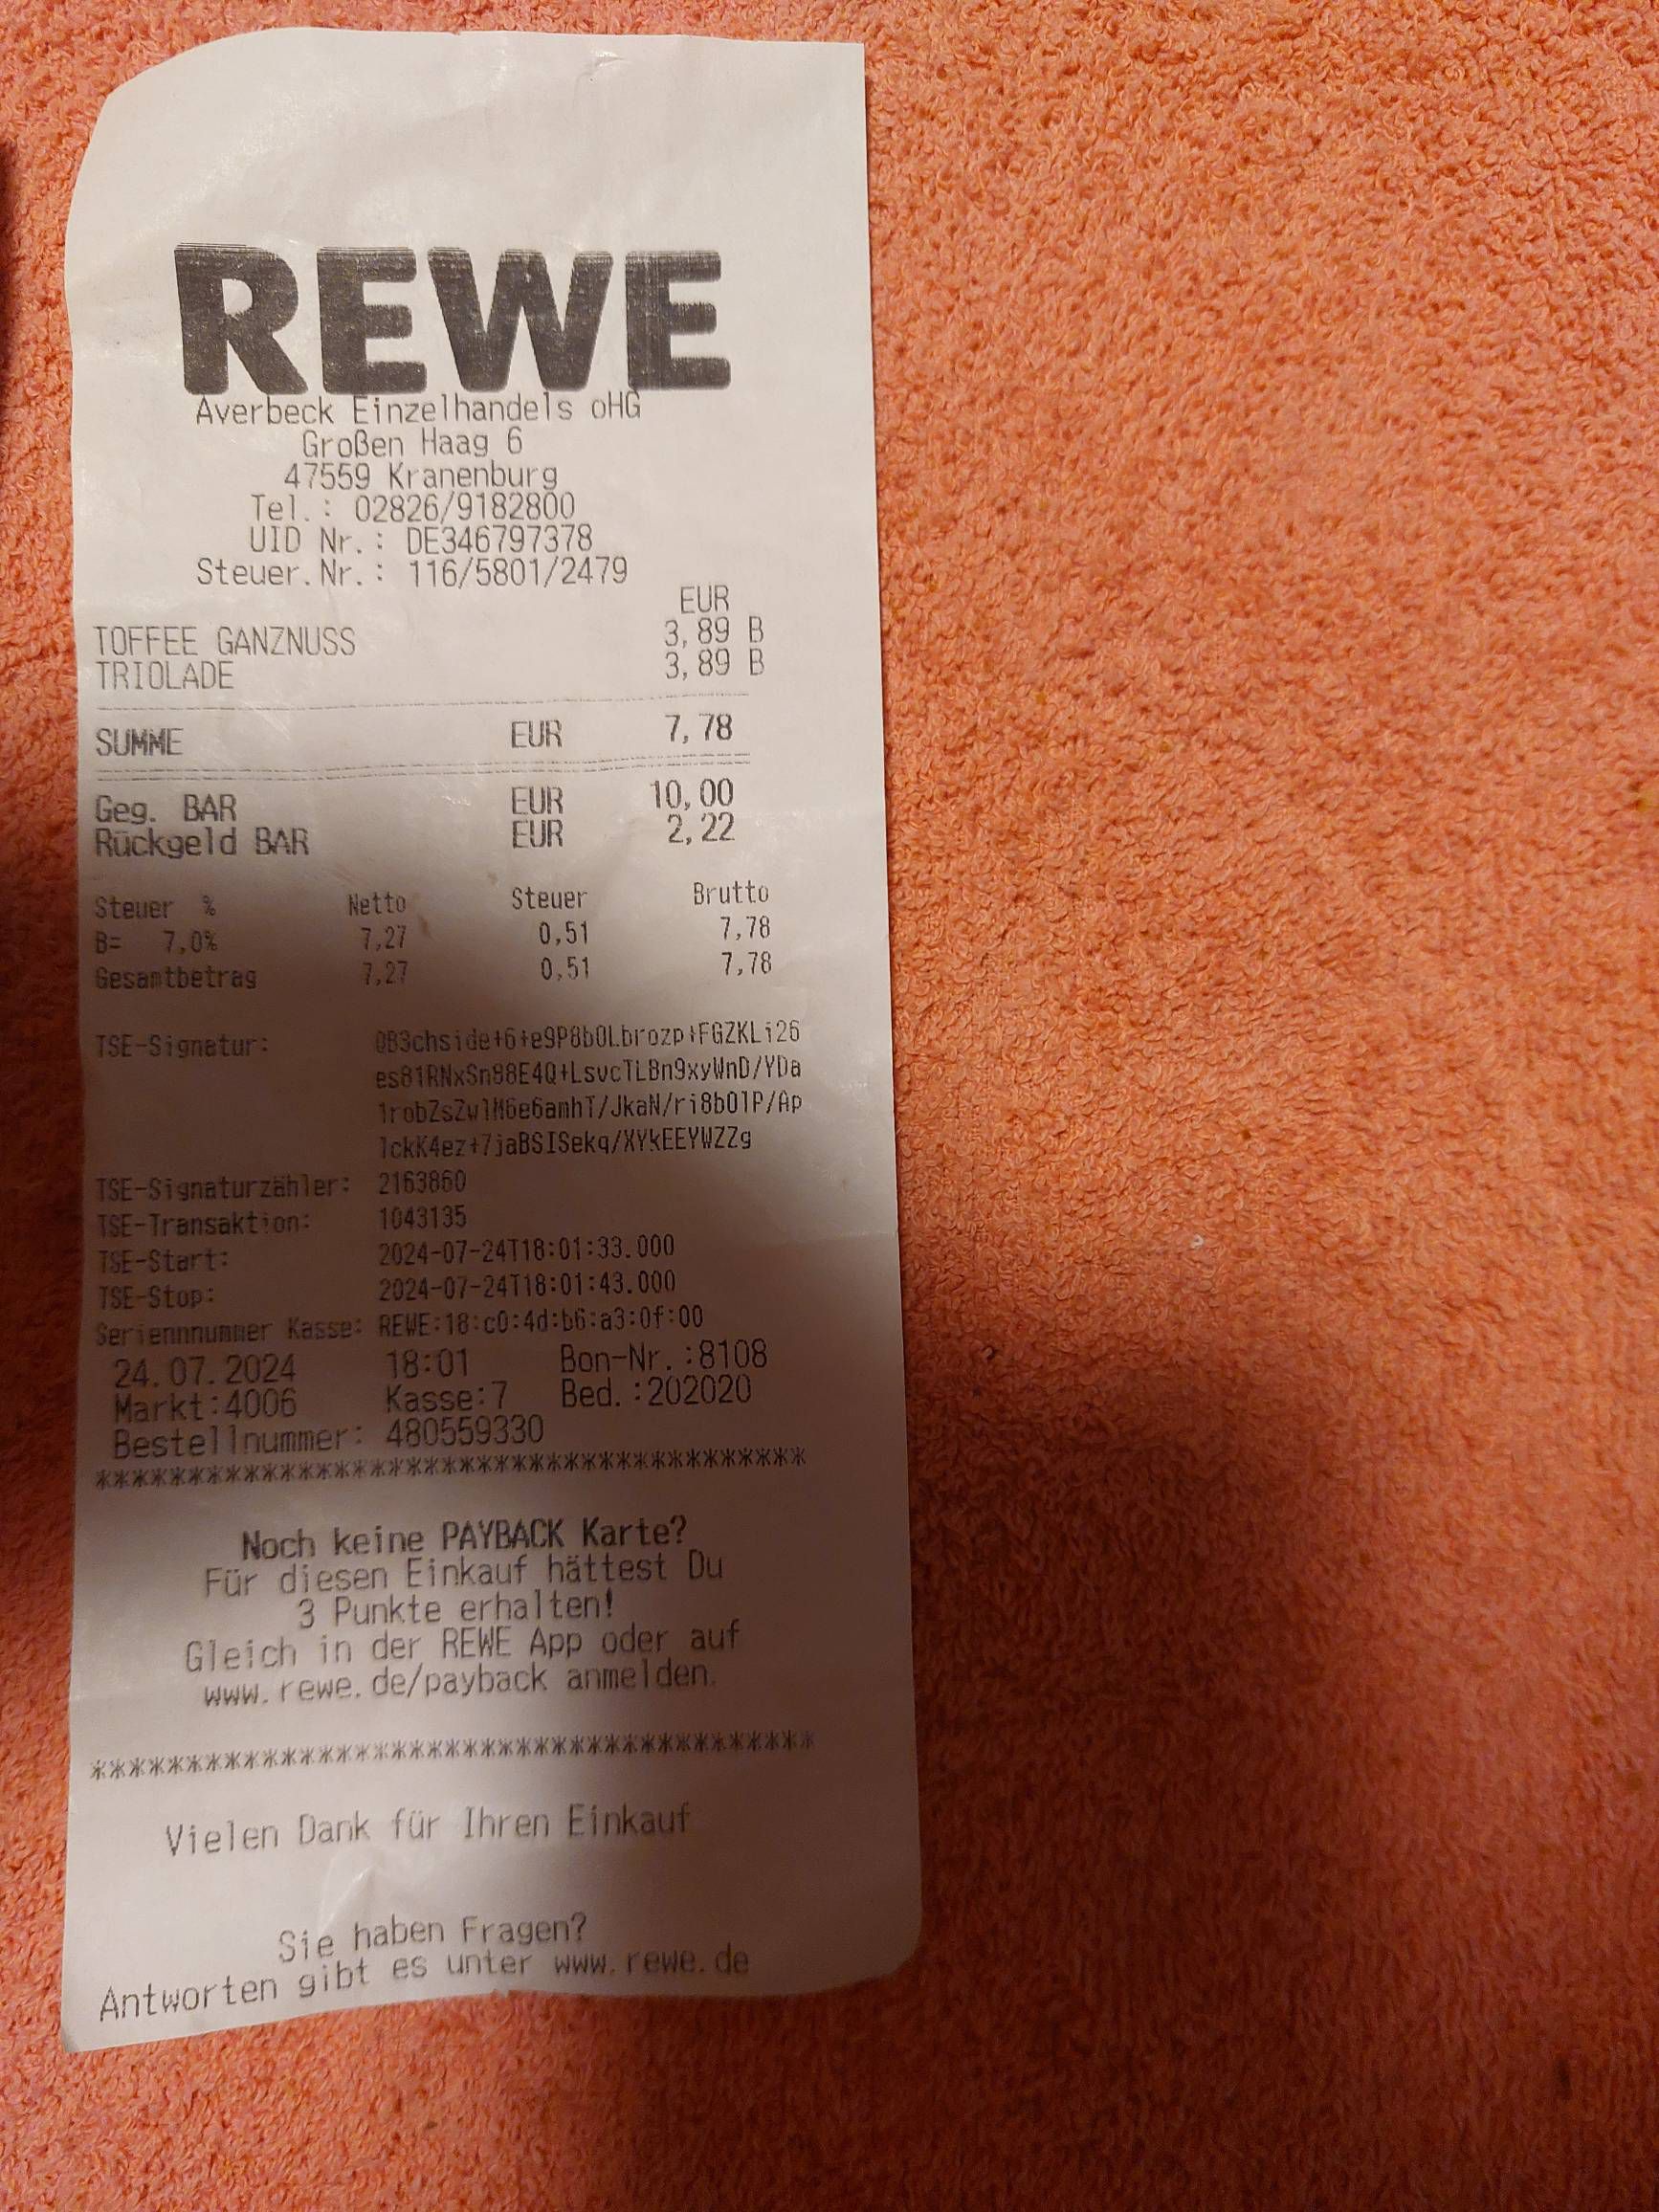 REWE
Averbeck Einzelhandels oHG
Großen Haag 6
47559 Kranenburg
Tel.: 02826/9182800
UID Nr.: DE346797378
Steuer.Nr.: 116/5801/2479
EUR
TOFFEE GANZNUSS 3,89 B
TRIOLADE 3,89 B
SUMME EUR 7,78
Geg. BAR EUR 10,00
Rückgeld BAR EUR 2,22
Steuer % Netto Steuer Brutto
B= 7,0% 7,27 0,51 7,78
Gesamtbetrag 7,27 0,51 7,78
TSE-Signatur:
TSE-Signaturzähler: 2163860
TSE-Transaktion: 1043135
TSE-Start: 2024-07-24T18:01:33.000
TSE-Stop: 2024-07-24T18:01:43.000
Seriennnummer Kasse: REWE:18:c0:4d:b6:a3:0f:00
24.07.2024 18:01 Bon-Nr.:8108
Markt:4006 Kasse:7 Bed.:202020
Bestellnummer: 480559330
***************************************
Noch keine PAYBACK Karte?
Für diesen Einkauf hättest Du
3 Punkte erhalten!
Gleich in der REWE App oder auf
www.rewe.de/payback anmelden.
***************************************
Vielen Dank für Ihren Einkauf
Sie haben Fragen?
Antworten gibt es unter www.rewe.de